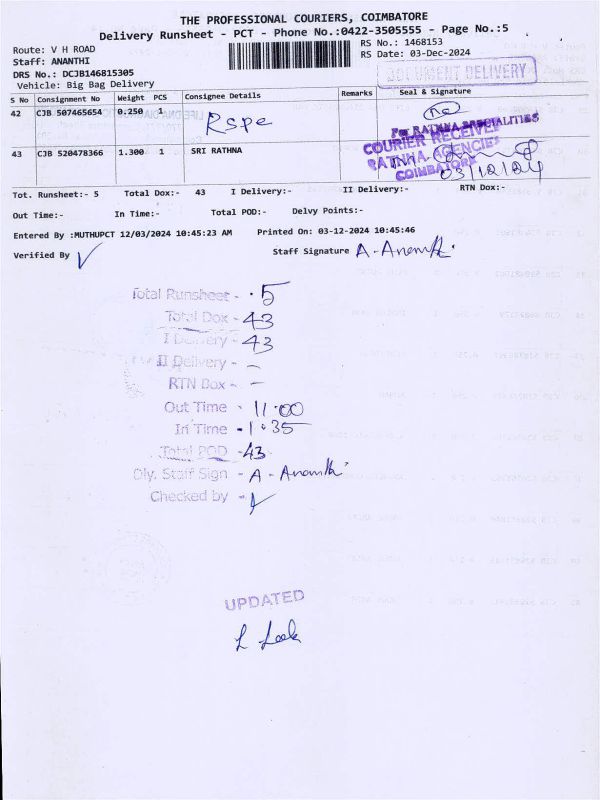 THE PROFESSIONAL COURIERS, COIMBATORE
Delivery Runsheet - PCT - Phone No.:0422-3505555 - Page No.:5
Route: V H ROAD
RS No.: 1468153
Staff: ANANTHI
RS Date: 03-Dec-2024
DRS No.: DCJB146815305
DOCUMENT DELIVERY
Vehicle: Big Bag Delivery
S No Consignment No Weight PCS Consignee Details Remarks Seal & Signature
42 CJB 507465654 0.250 1 Rspe
For RATHNA SPECIALITIES
COURIER RECEIVED
43 CJB 520478366 1.300 1 SRI RATHNA
RATHNA AGENCIES
COIMBATORE
03/12/24
Tot. Runsheet:- 5 Total Dox:- 43 I Delivery:- II Delivery:- RTN Dox:-
Out Time:- In Time:- Total POD:- Delvy Points:-
Entered By :MUTHUPCT 12/03/2024 10:45:23 AM Printed On: 03-12-2024 10:45:46
Verified By Staff Signature A - Ananthi
Total Runsheet - 5
Total Dox - 43
I Delivery - 43
II Delivery - -
RTN Box - -
Out Time - 11:00
In Time - 1:35
Total POD - 43
Dly. Staff Sign - A - Ananthi
Checked by -
UPDATED